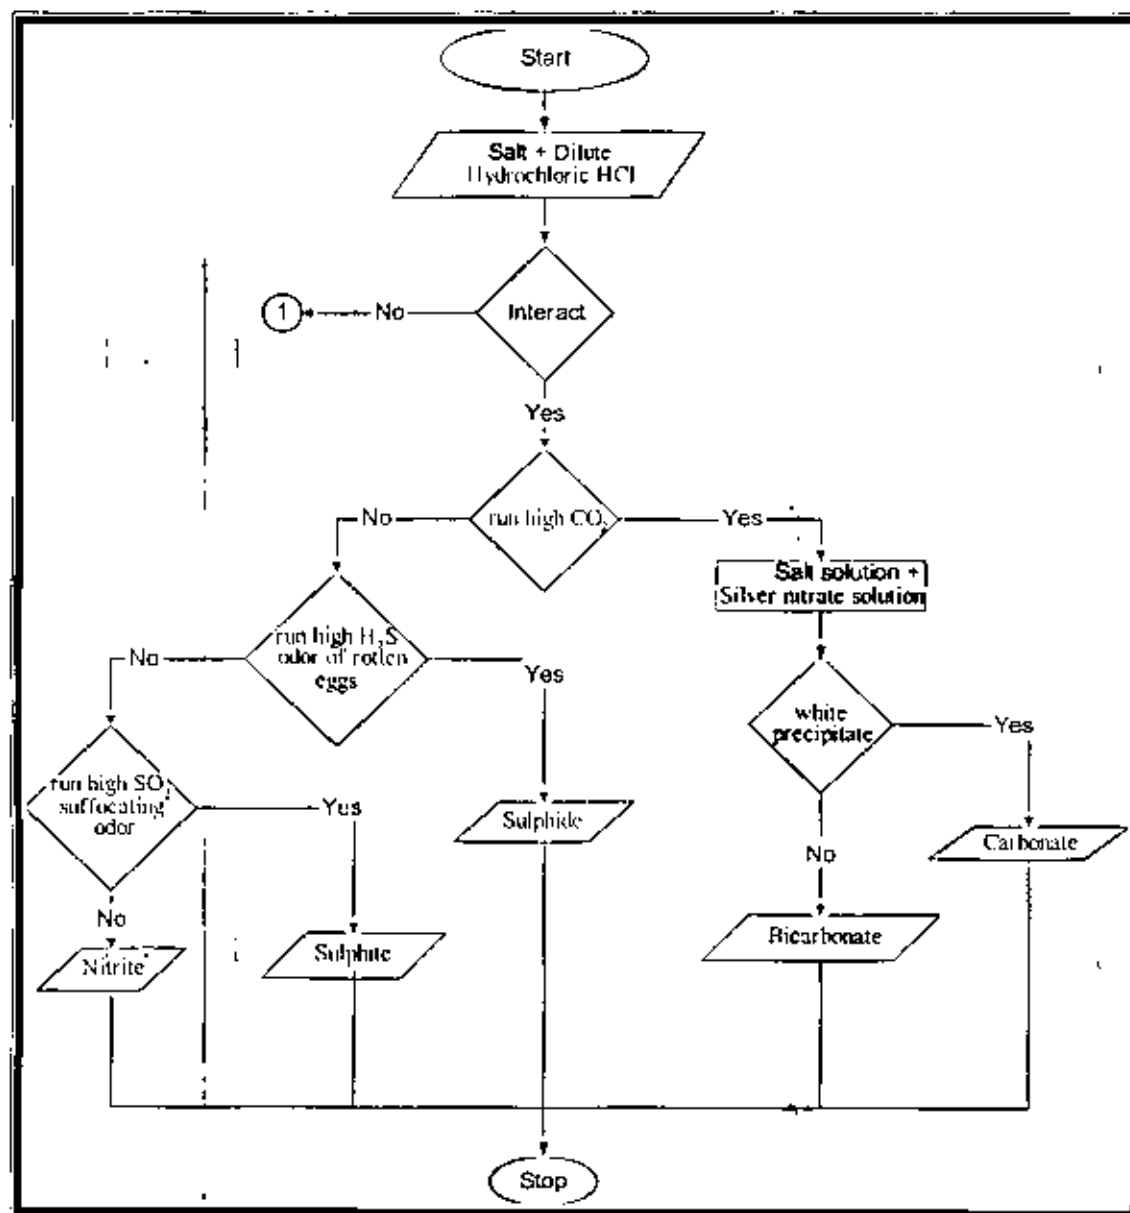 Start
Salt + Dilute
Hydrochloric HCl
Interact
No
1
Yes
run high CO₂
No
Yes
Salt solution +
Silver nitrate solution
run high H₂S
odor of rotten
eggs
No
Yes
white
precipitate
Yes
run high SO₂
suffocating
odor
Yes
Sulphide
No
Carbonate
No
Nitrite
Sulphite
Bicarbonate
Stop